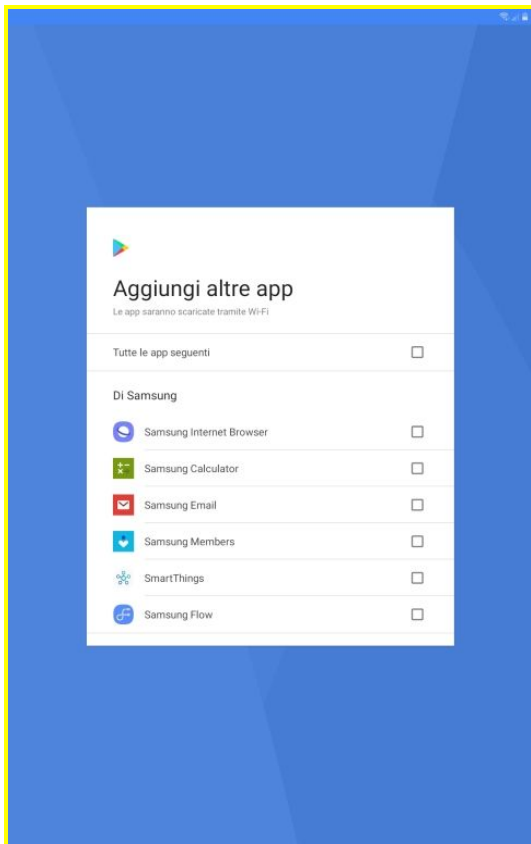 Aggiungi altre app
Le app saranno scaricate tramite Wi-Fi
Tutte le app seguenti
Di Samsung
Samsung Internet Browser
Samsung Calculator
Samsung Email
Samsung Members
SmartThings
Samsung Flow